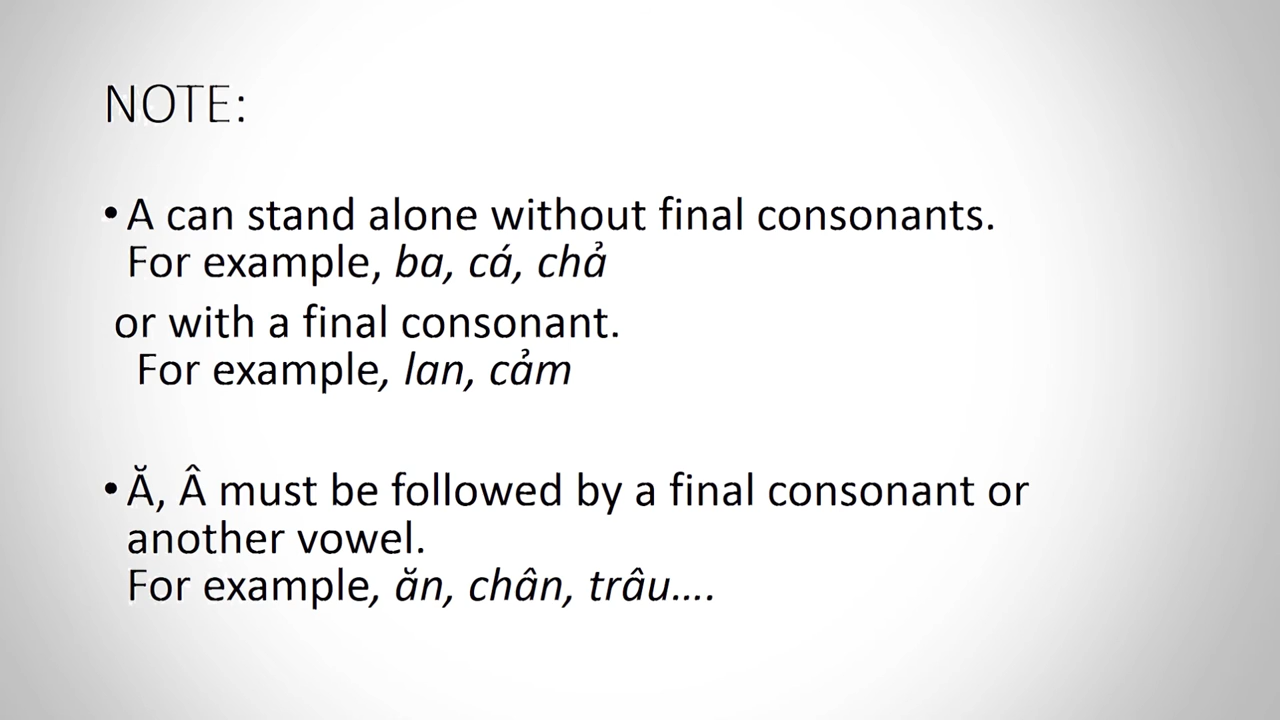 NOTE:
•A can stand alone without final consonants.
For example, ba, cá, chả
or with a final consonant.
For example, lan, cảm
•Ă, Â must be followed by a final consonant or
another vowel.
For example, ăn, chân, trâu....